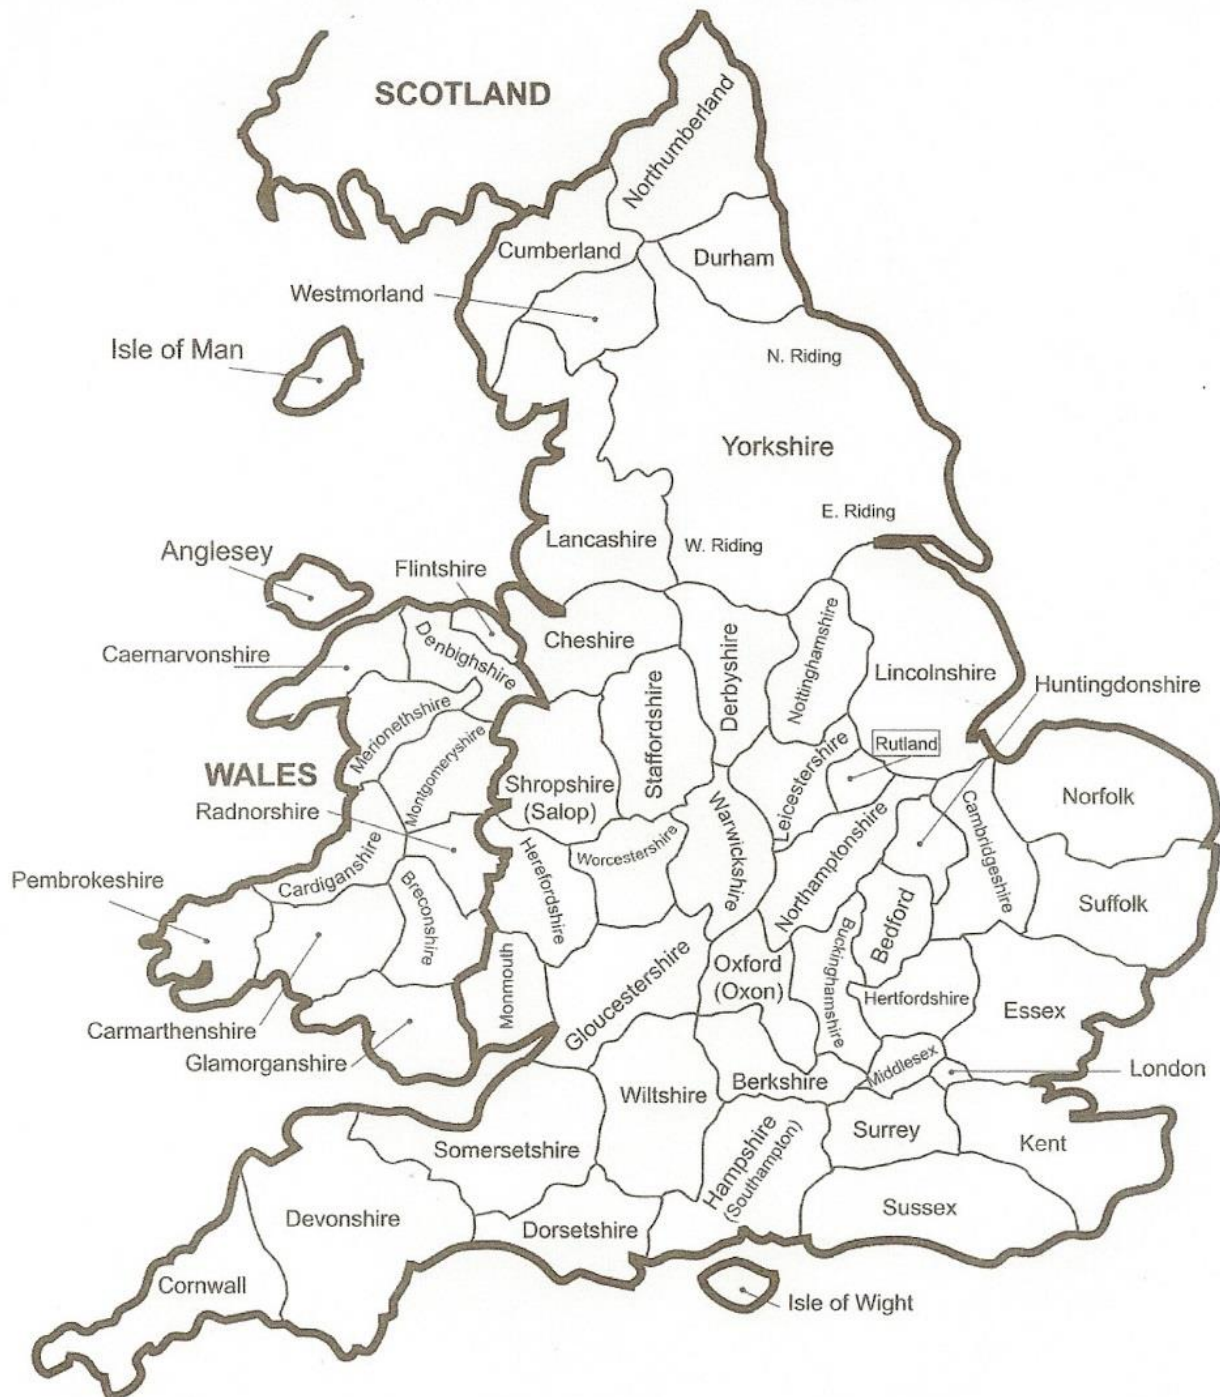 SCOTLAND
Northumberland
Cumberland
Durham
Westmorland
Isle of Man
N. Riding
Yorkshire
E. Riding
Lancashire
W. Riding
Anglesey
Flintshire
Cheshire
Derbyshire
Nottinghamshire
Lincolnshire
Huntingdonshire
Caernarvonshire
Denbighshire
Merionethshire
Staffordshire
Leicestershire
Rutland
WALES
Montgomeryshire
Shropshire
(Salop)
Norfolk
Radnorshire
Warwickshire
Cambridgeshire
Worcestershire
Northamptonshire
Herefordshire
Cardiganshire
Pembrokeshire
Breconshire
Suffolk
Bedford
Buckinghamshire
Monmouth
Gloucestershire
Oxford
(Oxon)
Hertfordshire
Essex
Carmarthenshire
Glamorganshire
Middlesex
London
Wiltshire
Berkshire
Somersetshire
Hampshire
(Southampton)
Surrey
Kent
Devonshire
Dorsetshire
Sussex
Cornwall
Isle of Wight